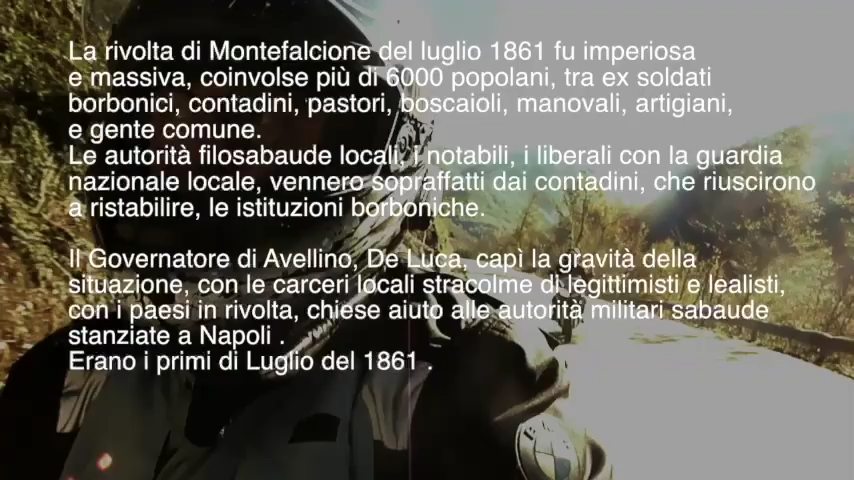 La rivolta di Montefalcione del luglio 1861 fu imperiosa
e massiva, coinvolse più di 6000 popolani, tra ex soldati
borbonici, contadini, pastori, boscaioli, manovali, artigiani,
e gente comune.
Le autorità filosabaude locali, i notabili, i liberali con la guardia
nazionale locale, vennero sopraffatti dai contadini, che riuscirono
a ristabilire, le istituzioni borboniche.
Il Governatore di Avellino, De Luca, capì la gravità della
situazione, con le carceri locali stracolme di legittimisti e lealisti,
con i paesi in rivolta, chiese aiuto alle autorità militari sabaude
stanziate a Napoli .
Erano i primi di Luglio del 1861 .